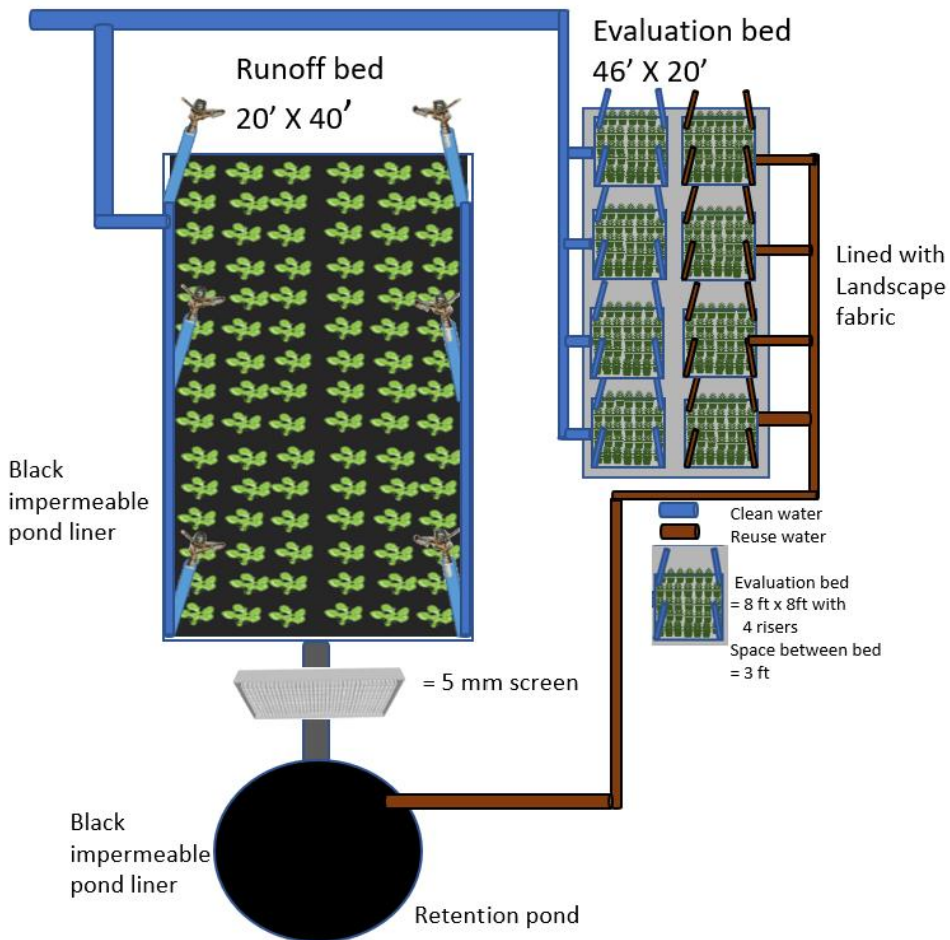 Runoff bed
20’ X 40’
Evaluation bed
46’ X 20’
Lined with
Landscape
fabric
Black
impermeable
pond liner
Clean water
Reuse water
Evaluation bed
= 8 ft x 8ft with
4 risers
Space between bed
= 3 ft
= 5 mm screen
Black
impermeable
pond liner
Retention pond